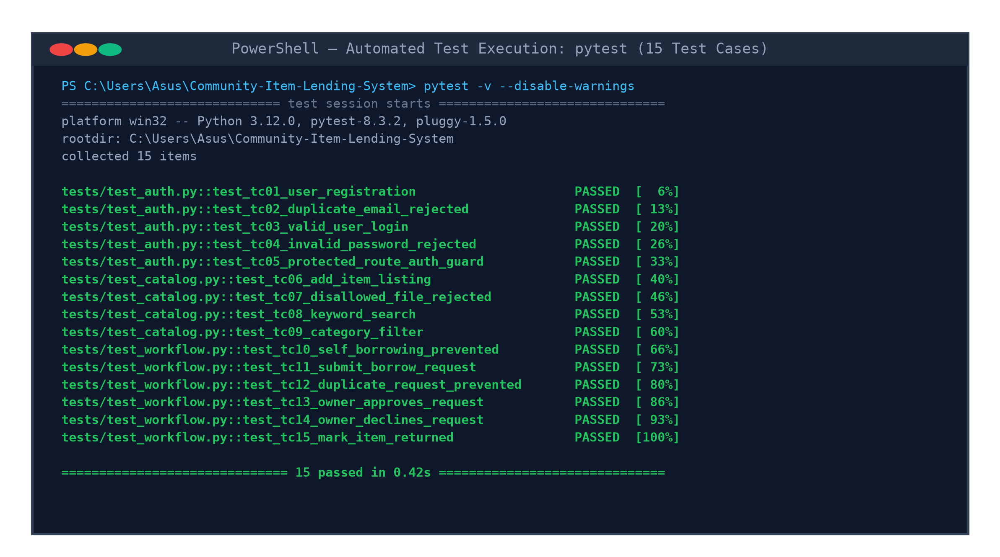 PowerShell — Automated Test Execution: pytest (15 Test Cases)
PS C:\Users\Asus\Community-Item-Lending-System> pytest -v --disable-warnings
============================= test session starts ==============================
platform win32 -- Python 3.12.0, pytest-8.3.2, pluggy-1.5.0
rootdir: C:\Users\Asus\Community-Item-Lending-System
collected 15 items
tests/test_auth.py::test_tc01_user_registration                     PASSED  [  6%]
tests/test_auth.py::test_tc02_duplicate_email_rejected              PASSED  [ 13%]
tests/test_auth.py::test_tc03_valid_user_login                      PASSED  [ 20%]
tests/test_auth.py::test_tc04_invalid_password_rejected             PASSED  [ 26%]
tests/test_auth.py::test_tc05_protected_route_auth_guard            PASSED  [ 33%]
tests/test_catalog.py::test_tc06_add_item_listing                   PASSED  [ 40%]
tests/test_catalog.py::test_tc07_disallowed_file_rejected           PASSED  [ 46%]
tests/test_catalog.py::test_tc08_keyword_search                     PASSED  [ 53%]
tests/test_catalog.py::test_tc09_category_filter                    PASSED  [ 60%]
tests/test_workflow.py::test_tc10_self_borrowing_prevented          PASSED  [ 66%]
tests/test_workflow.py::test_tc11_submit_borrow_request             PASSED  [ 73%]
tests/test_workflow.py::test_tc12_duplicate_request_prevented       PASSED  [ 80%]
tests/test_workflow.py::test_tc13_owner_approves_request            PASSED  [ 86%]
tests/test_workflow.py::test_tc14_owner_declines_request            PASSED  [ 93%]
tests/test_workflow.py::test_tc15_mark_item_returned                PASSED  [100%]
============================== 15 passed in 0.42s ==============================